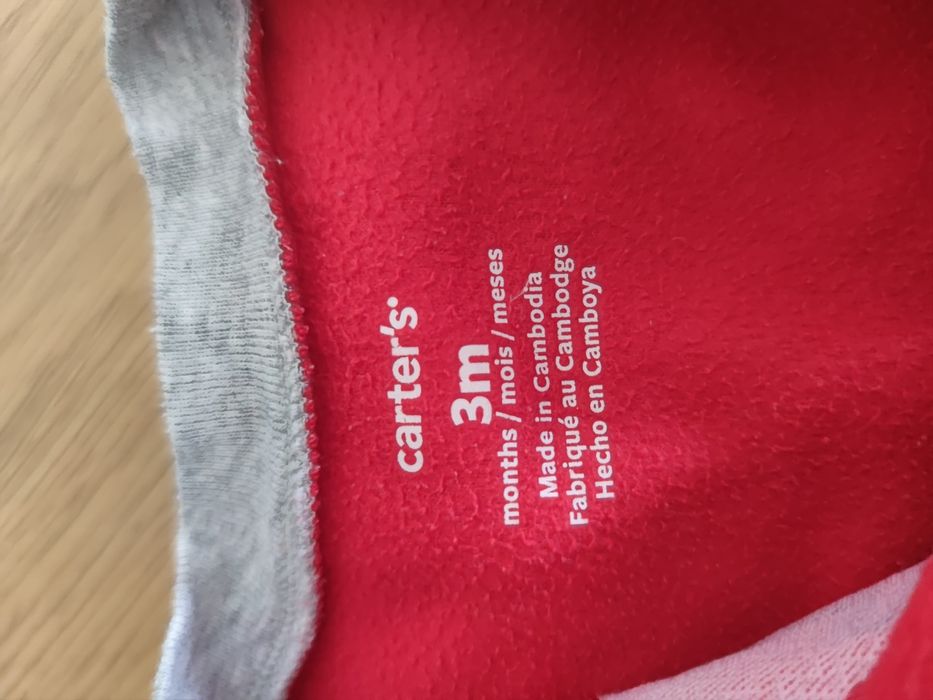 carter's
3m
months / mois / meses
Made in Cambodia
Fabriqué au Cambodge
Hecho en Camboya